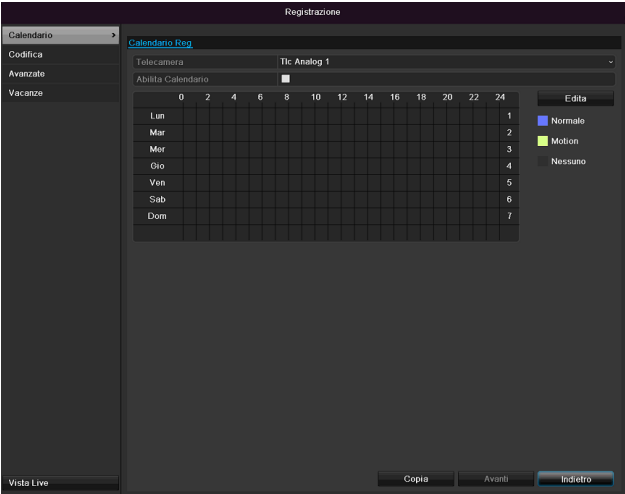 Registrazione
Calendario >
Codifica
Avanzate
Vacanze
Calendario Reg.
Telecamera Tlc Analog 1
Abilita Calendario
0 2 4 6 8 10 12 14 16 18 20 22 24
Edita
Lun 1
Mar 2
Mer 3
Gio 4
Ven 5
Sab 6
Dom 7
Normale
Motion
Nessuno
Vista Live
Copia Avanti Indietro